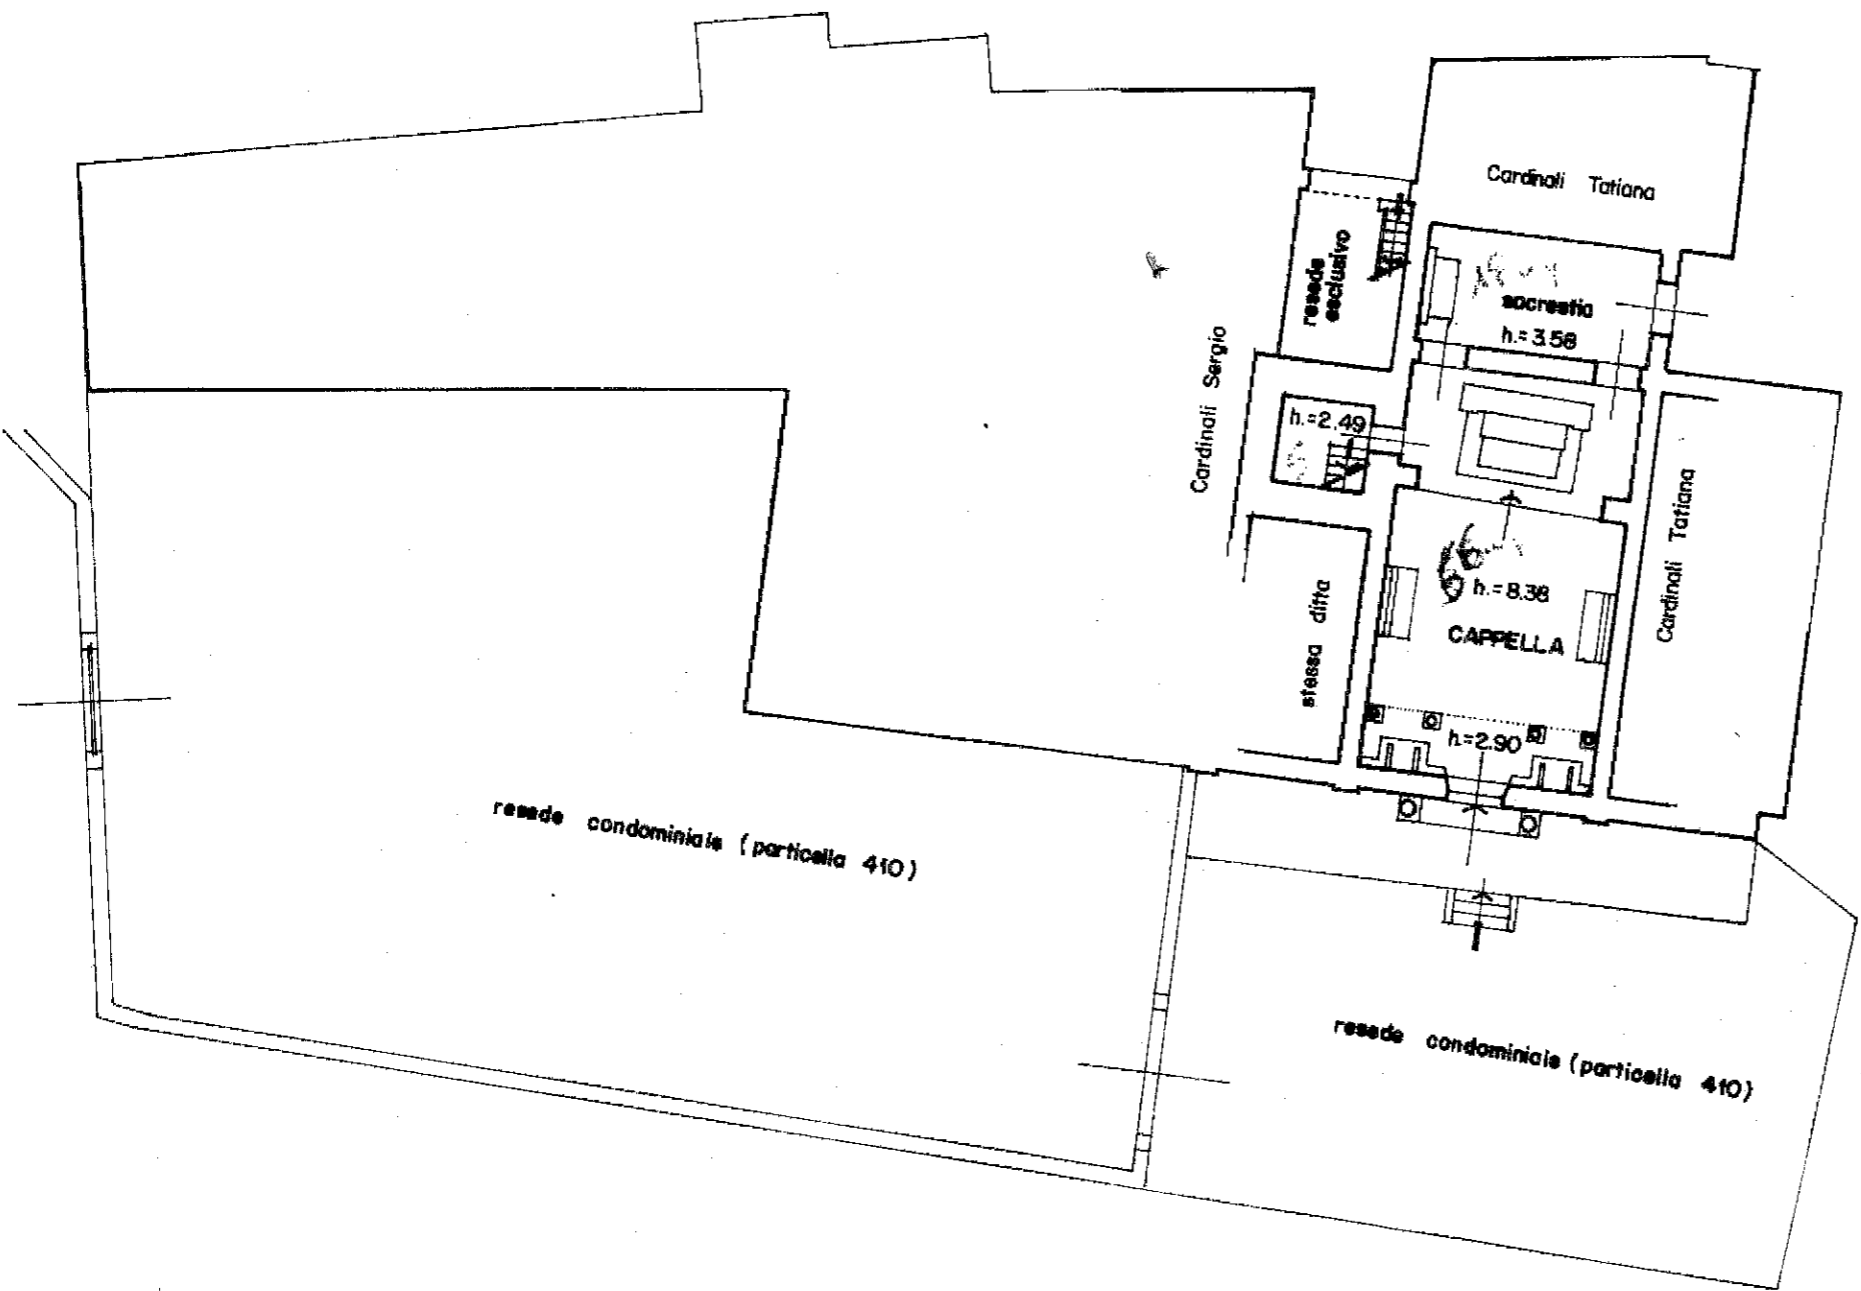 Cardinali Tatiana
resede
esclusivo
sacrestia
h.=3.58
Cardinali Sergio
h.=2.49
Cardinali Tatiana
66
h.=8.38
CAPPELLA
stessa ditta
h.=2.90
resede condominiale (particella 410)
resede condominiale (particella 410)